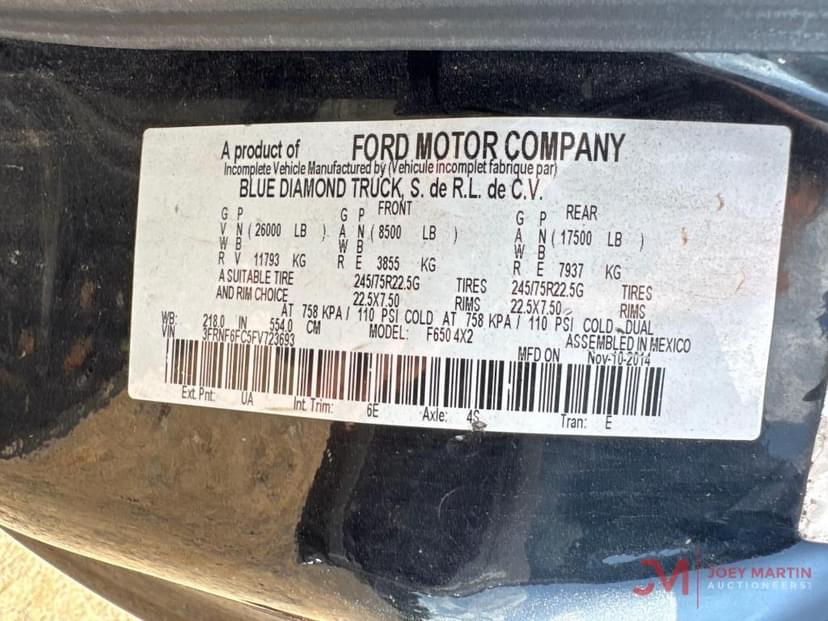 A product of FORD MOTOR COMPANY
Incomplete Vehicle Manufactured by (Vehicule incomplet fabrique par)
BLUE DIAMOND TRUCK, S. de R.L. de C.V.
FRONT REAR
G P G P G P
V N ( 26000 LB ) A N ( 8500 LB ) A N ( 17500 LB )
W B W B W B
R V 11793 KG R E 3855 KG R E 7937 KG
A SUITABLE TIRE 245/75R22.5G TIRES 245/75R22.5G TIRES
AND RIM CHOICE 22.5X7.50 RIMS 22.5X7.50 RIMS
AT 758 KPA / 110 PSI COLD AT 758 KPA / 110 PSI COLD DUAL
WB: 218.0 IN 554.0 CM MODEL: F650 4X2 ASSEMBLED IN MEXICO
VIN 3FRNF6FC5FV723693 MFD ON Nov-10-2014
Ext. Pnt: UA Int. Trim: 6E Axle: 4S Tran: E
JM JOEY MARTIN
AUCTIONEERS